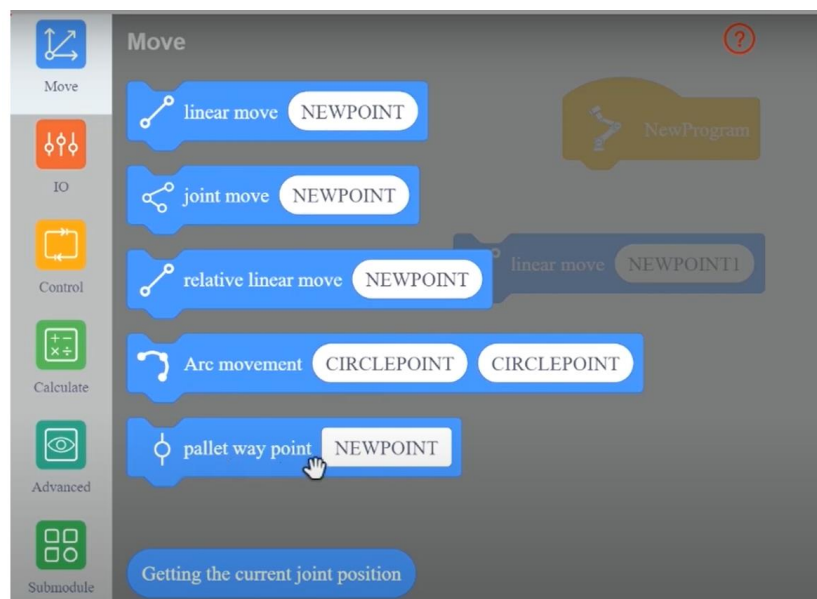 Move
?
Move
linear move NEWPOINT
NewProgram
joint move NEWPOINT
IO
linear move NEWPOINT1
relative linear move NEWPOINT
Control
Arc movement CIRCLEPOINT CIRCLEPOINT
Calculate
pallet way point NEWPOINT
Advanced
Getting the current joint position
Submodule